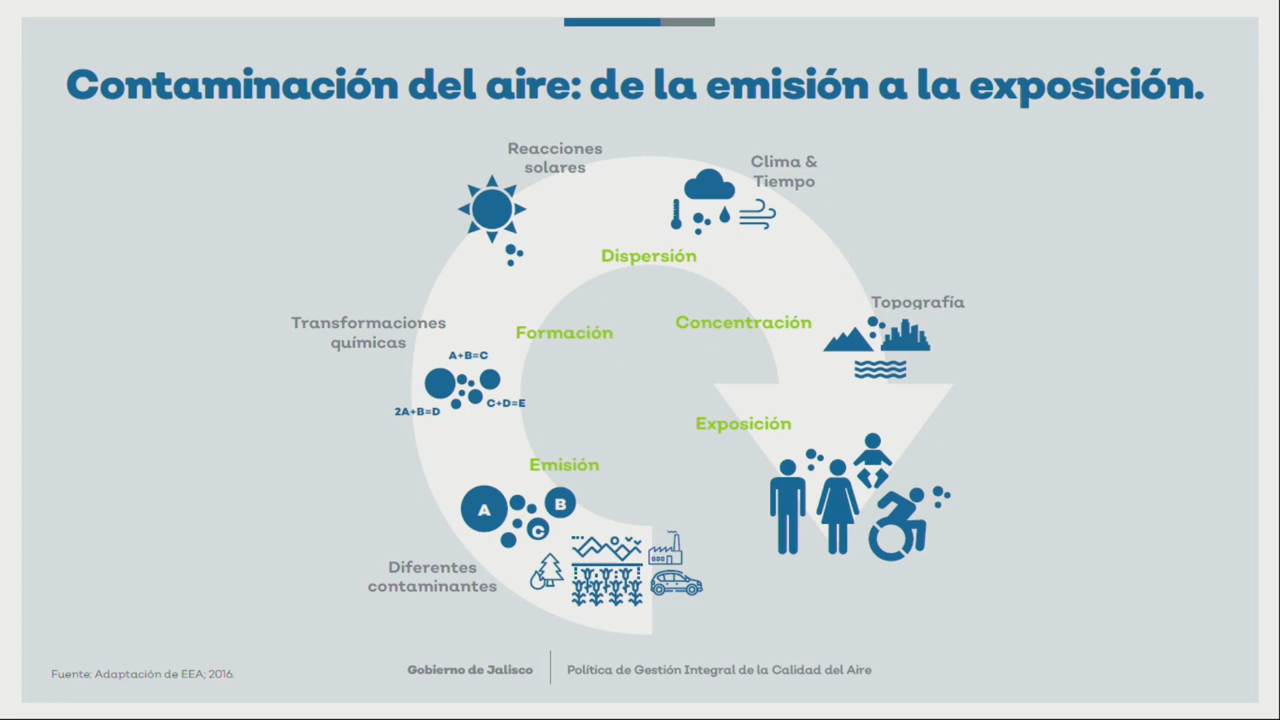 Contaminación del aire: de la emisión a la exposición.
Reacciones
solares
Clima &
Tiempo
Dispersión
Topografía
Transformaciones
químicas
Formación
Concentración
A+B=C
C+D=E
2A+B=D
Exposición
Emisión
A
B
C
Diferentes
contaminantes
Fuente: Adaptación de EEA; 2016.
Gobierno de Jalisco
Política de Gestión Integral de la Calidad del Aire